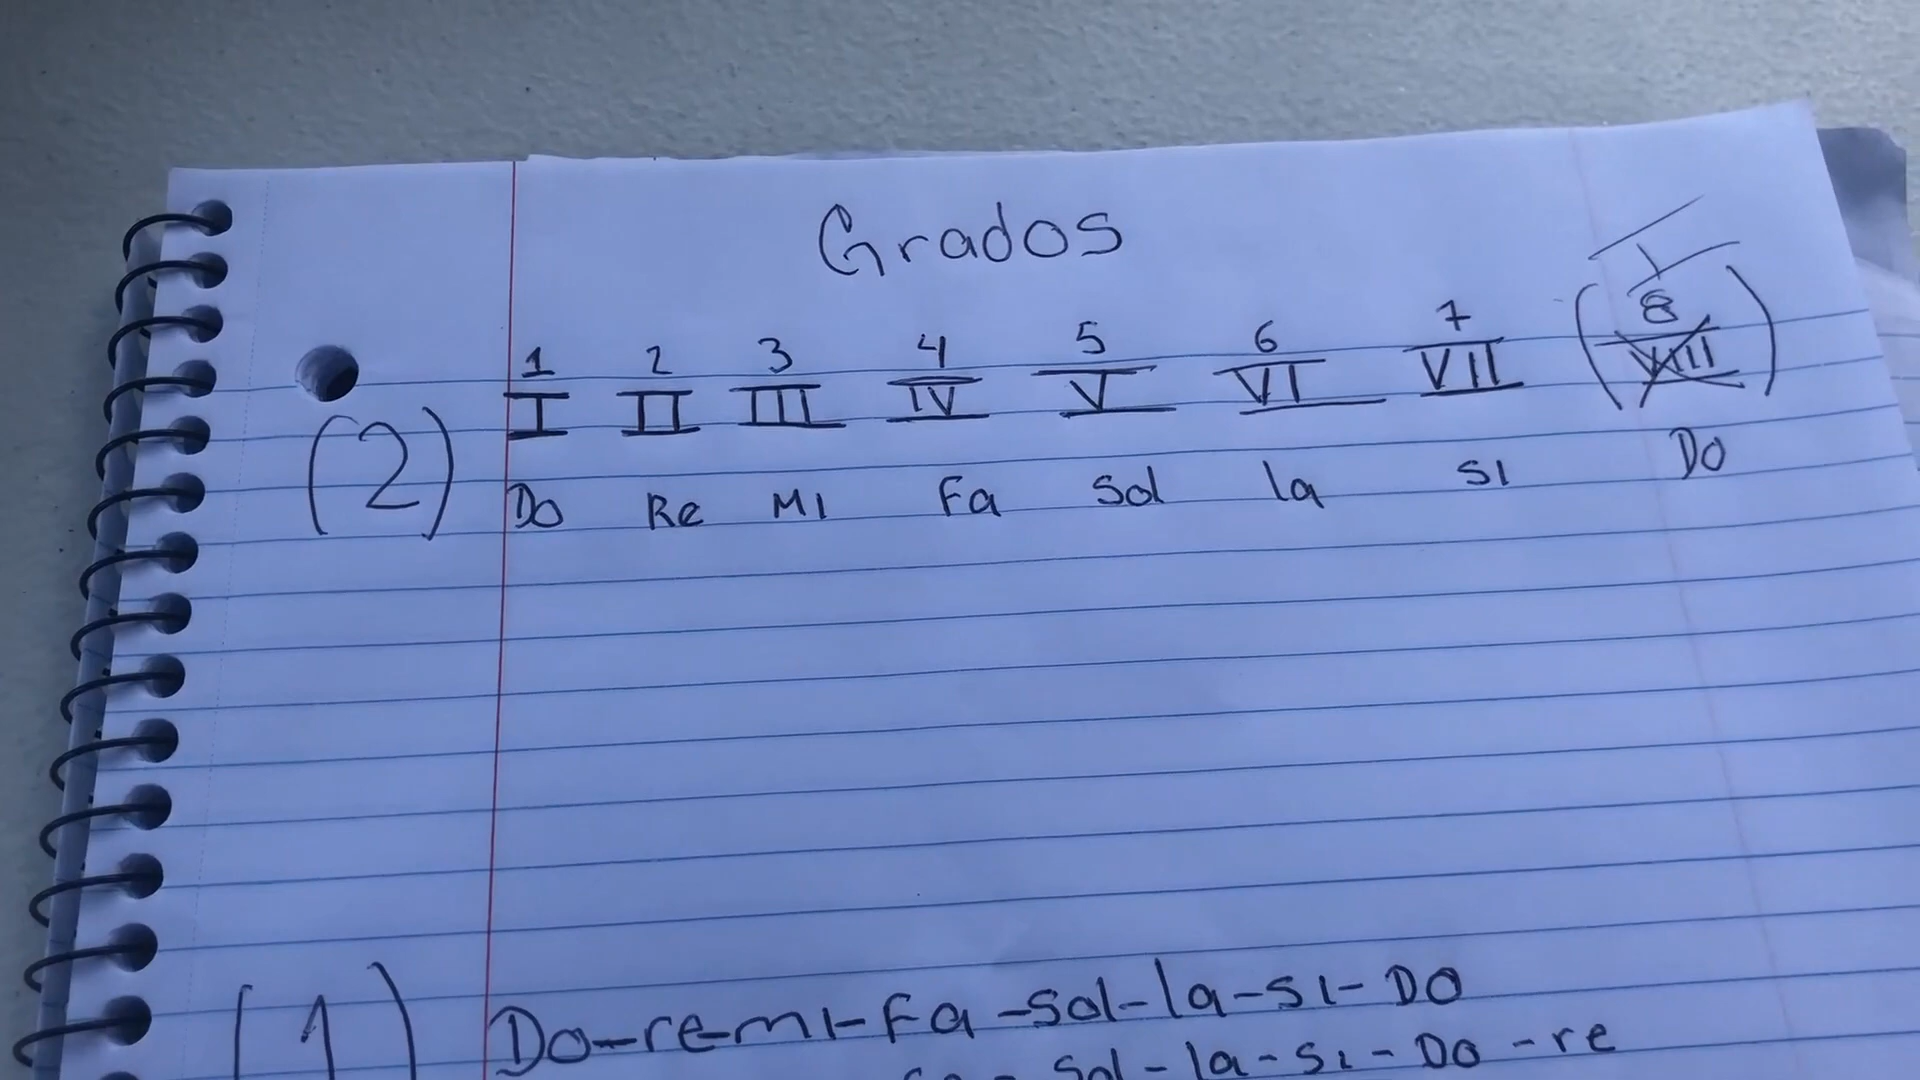 Grados
1 2 3 4 5 6 7 (8
(2) I II III IV V VI VII VIII)
Do Re Mi Fa Sol la si Do
(1) Do-re-mi-Fa-Sol-la-si-Do
Sol-la-si-Do-re